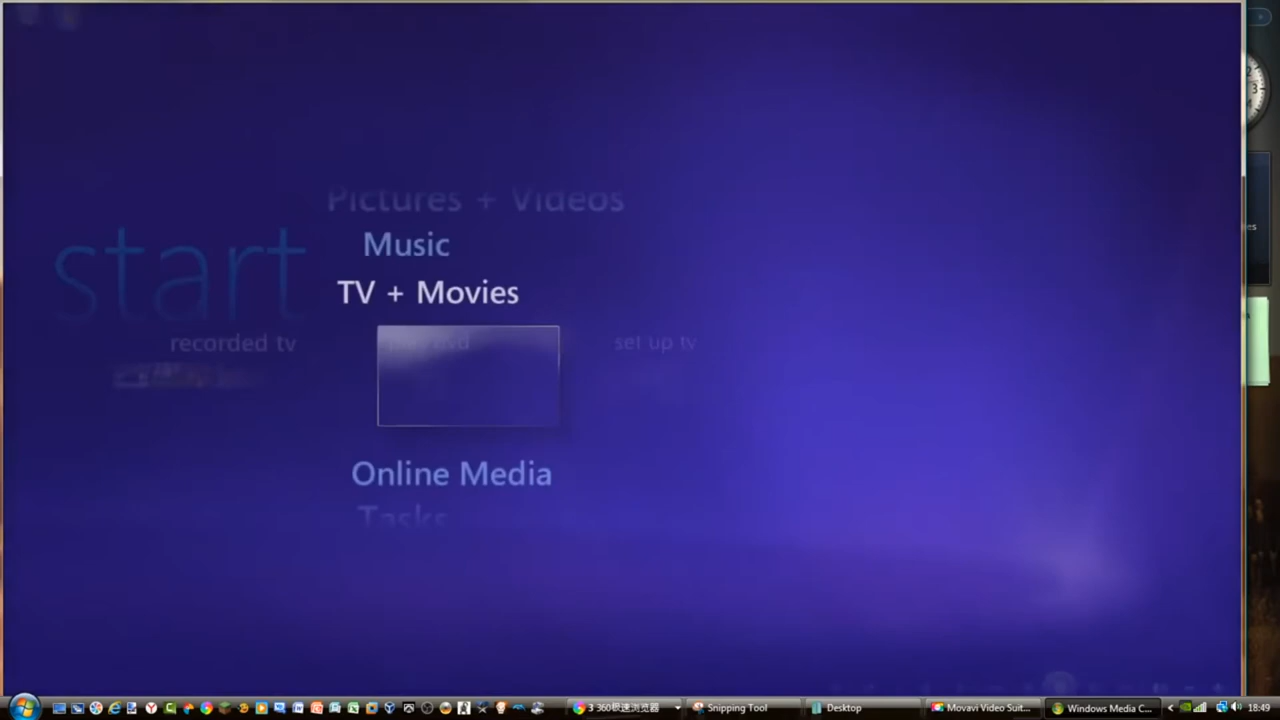 Pictures + Videos
Music
start
TV + Movies
recorded tv
set up tv
Online Media
Tasks
3 360极速浏览器
Snipping Tool
Desktop
Movavi Video Suit...
Windows Media C...
18:49